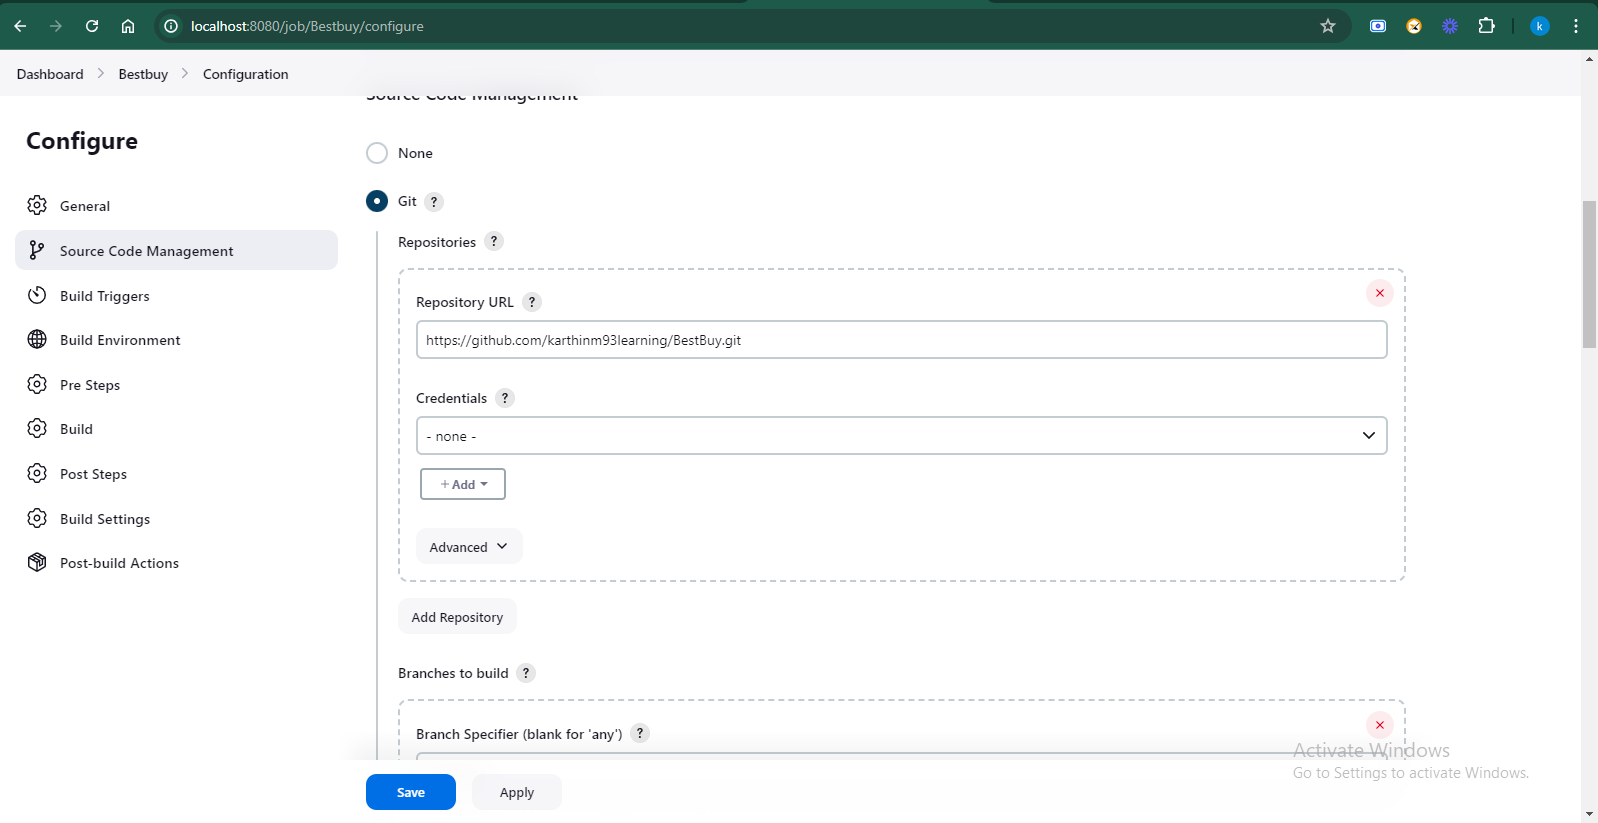 localhost:8080/job/Bestbuy/configure
k
Dashboard > Bestbuy > Configuration
Source Code Management
Configure
General
Source Code Management
Build Triggers
Build Environment
Pre Steps
Build
Post Steps
Build Settings
Post-build Actions
None
Git ?
Repositories ?
Repository URL ?
https://github.com/karthinm93learning/BestBuy.git
Credentials ?
- none -
+ Add
Advanced
Add Repository
Branches to build ?
Branch Specifier (blank for 'any') ?
Save
Apply
Activate Windows
Go to Settings to activate Windows.